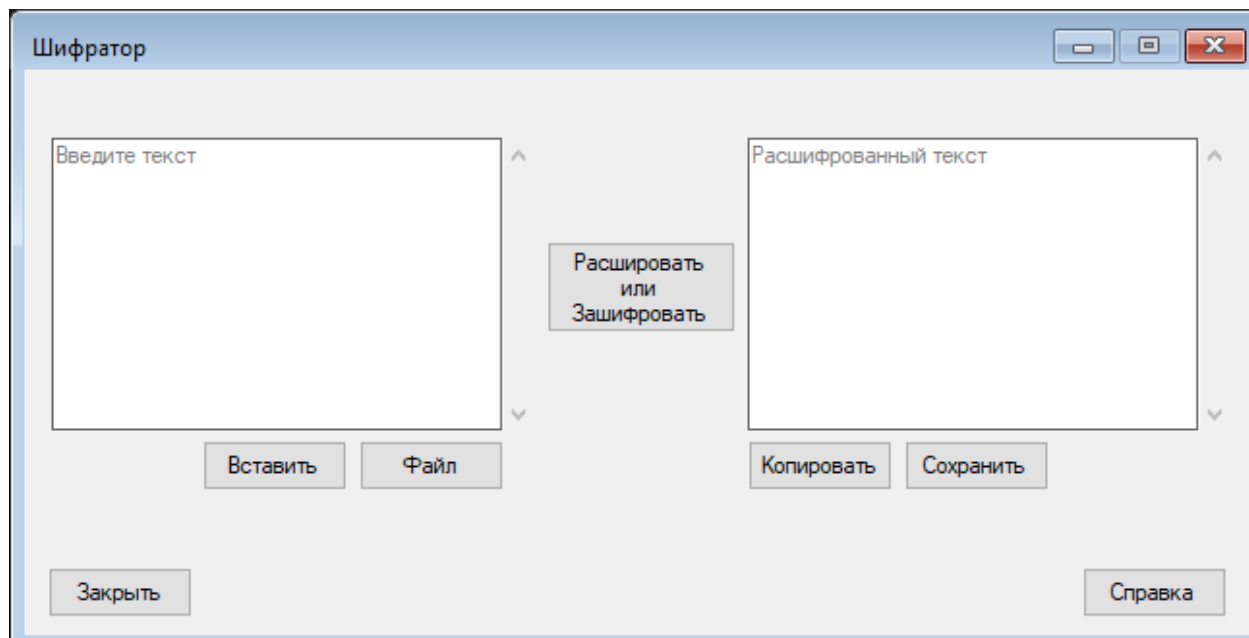 Шифратор
Введите текст
Расшифрованный текст
Расшировать
или
Зашифровать
Вставить
Файл
Копировать
Сохранить
Закрыть
Справка